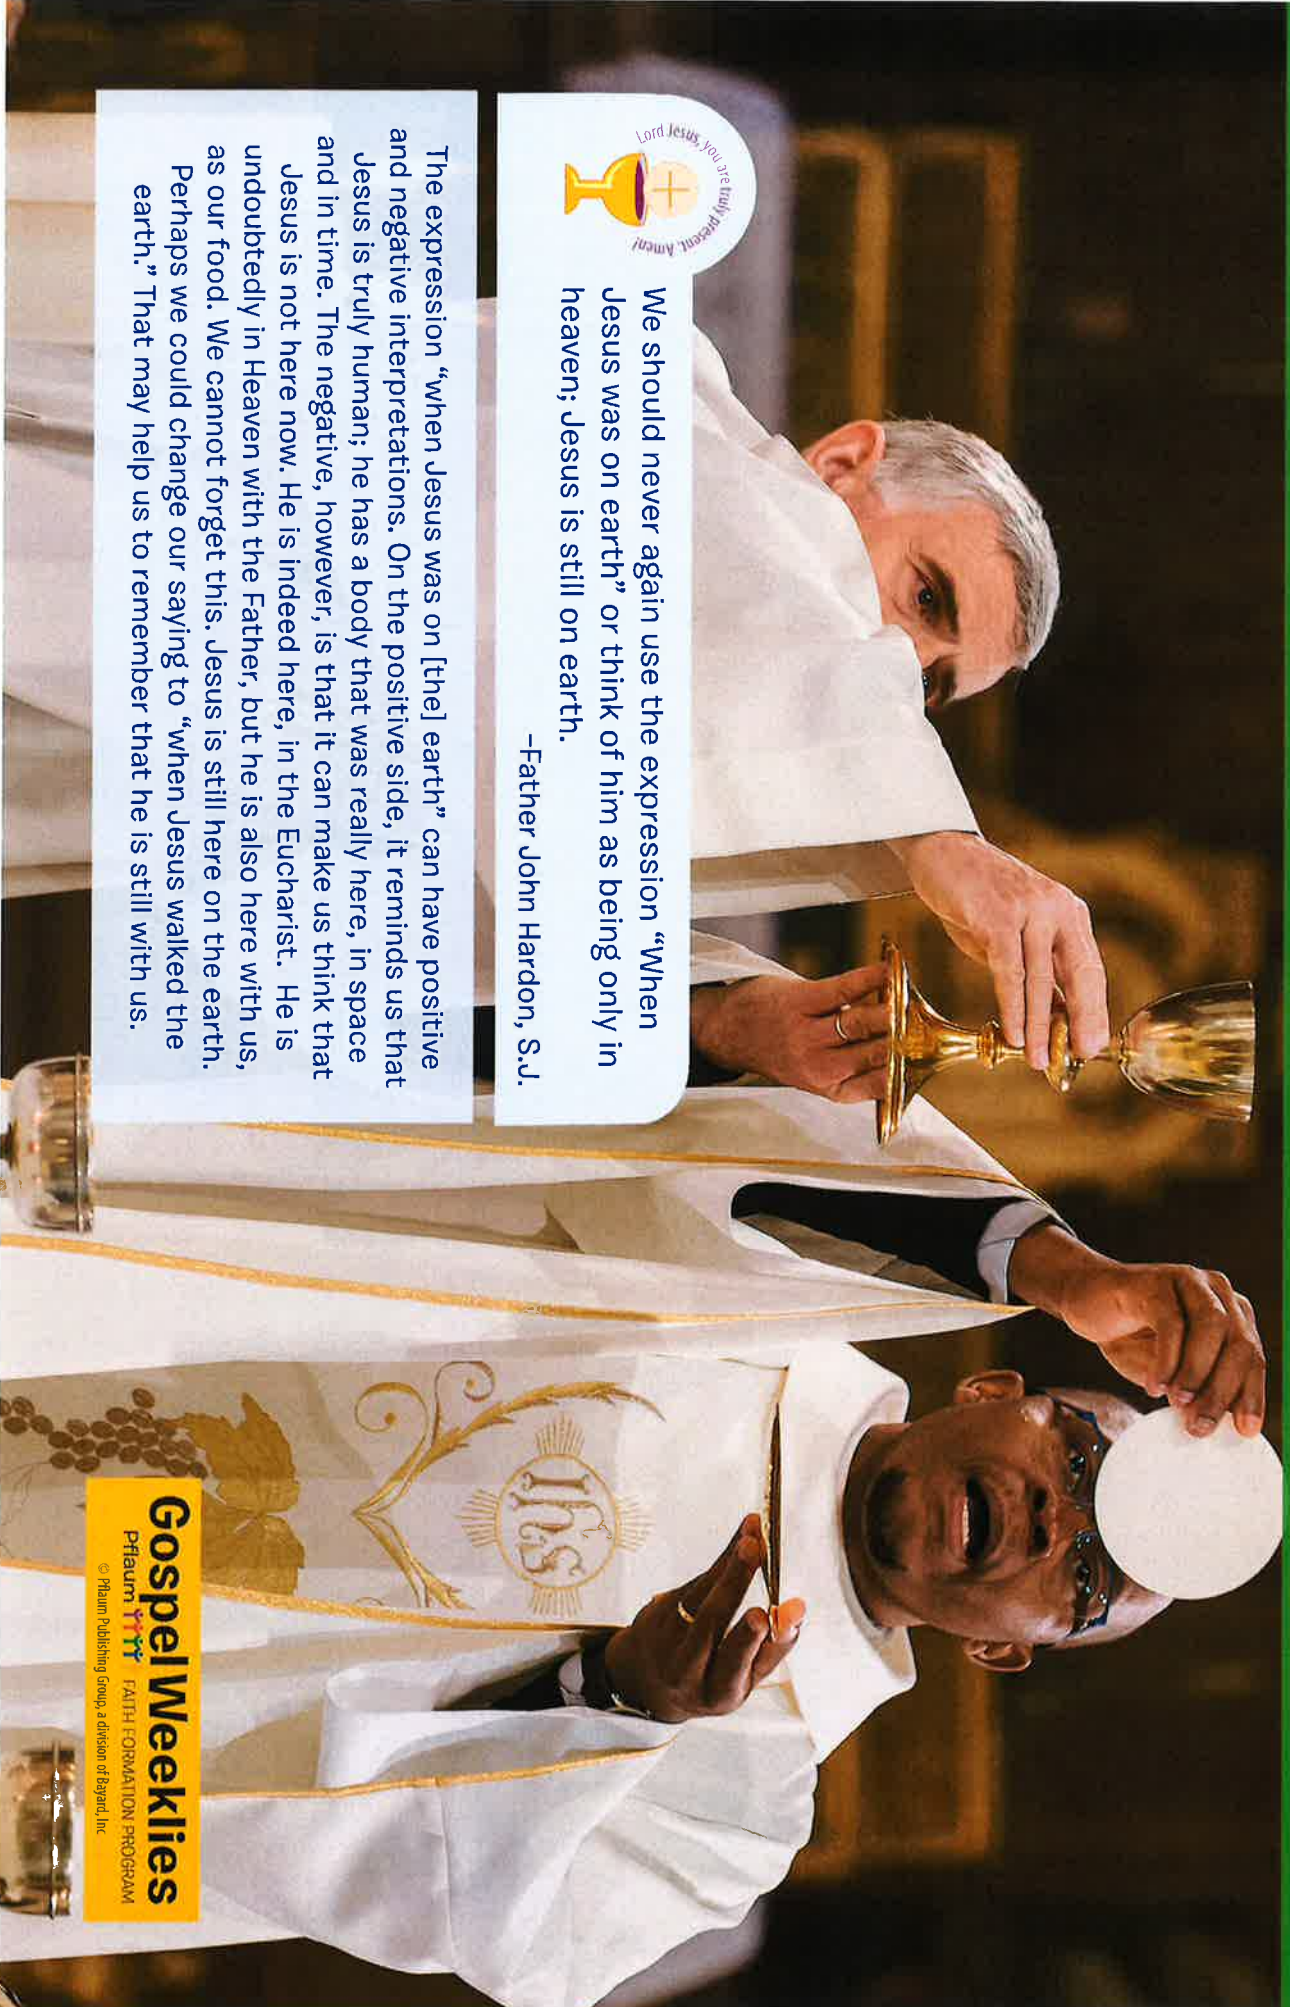 Lord Jesus, you are truly present. Amen!
We should never again use the expression “When
Jesus was on earth” or think of him as being only in
heaven; Jesus is still on earth.
–Father John Hardon, S.J.
The expression “when Jesus was on [the] earth” can have positive
and negative interpretations. On the positive side, it reminds us that
Jesus is truly human; he has a body that was really here, in space
and in time. The negative, however, is that it can make us think that
Jesus is not here now. He is indeed here, in the Eucharist. He is
undoubtedly in Heaven with the Father, but he is also here with us,
as our food. We cannot forget this. Jesus is still here on the earth.
Perhaps we could change our saying to “when Jesus walked the
earth.” That may help us to remember that he is still with us.
IhS
Gospel Weeklies
Pflaum FAITH FORMATION PROGRAM
© Pflaum Publishing Group, a division of Bayard, Inc